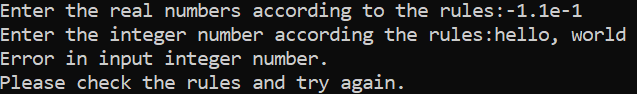 Enter the real numbers according to the rules:-1.1e-1
Enter the integer number according the rules:hello, world
Error in input integer number.
Please check the rules and try again.